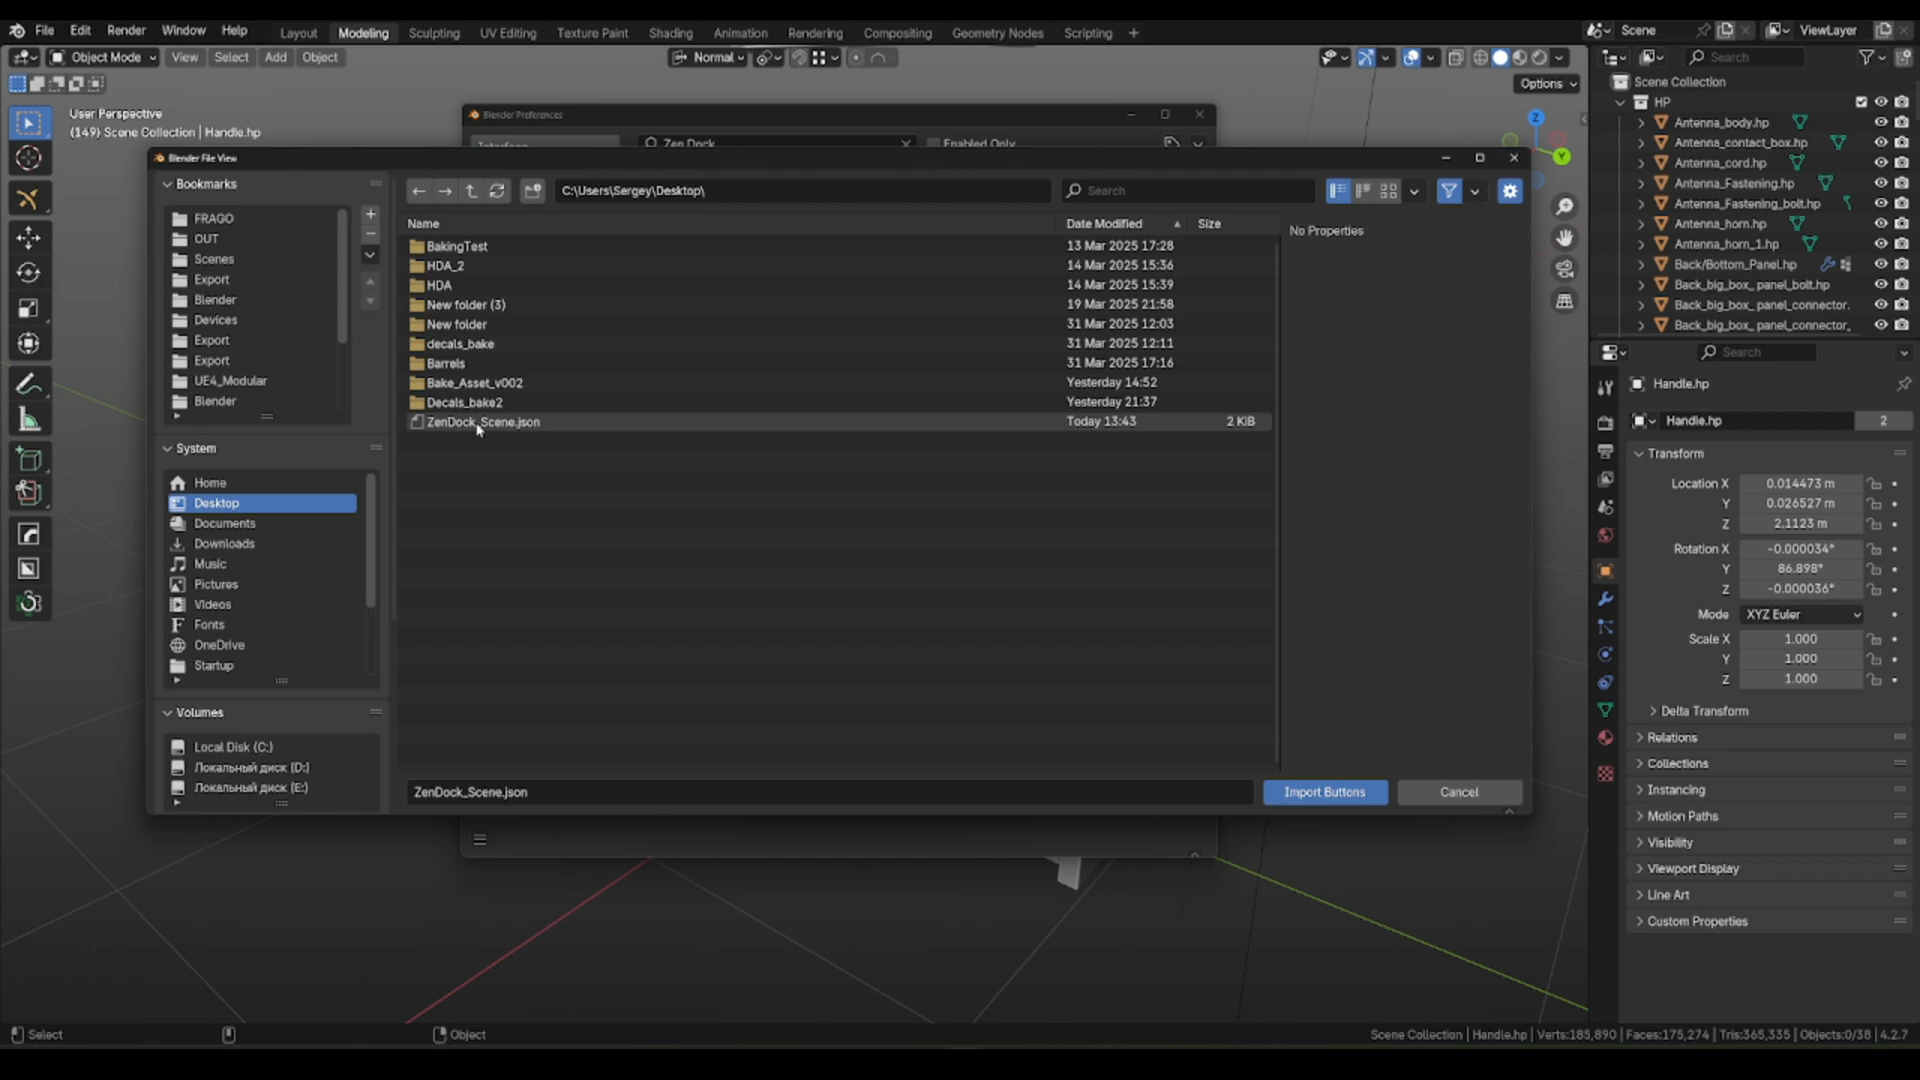 File Edit Render Window Help Layout Modeling Sculpting UV Editing Texture Paint Shading Animation Rendering Compositing Geometry Nodes Scripting + Scene ViewLayer
Object Mode View Select Add Object Normal Search
Options
User Perspective
(149) Scene Collection | Handle.hp
Blender Preferences
Zen Dock Enabled Only
Blender File View
Bookmarks
FRAGO
OUT
Scenes
Export
Blender
Devices
Export
Export
UE4_Modular
Blender
System
Home
Desktop
Documents
Downloads
Music
Pictures
Videos
Fonts
OneDrive
Startup
Volumes
Local Disk (C:)
Локальный диск (D:)
Локальный диск (E:)
C:\Users\Sergey\Desktop\ Search
Name Date Modified Size
BakingTest 13 Mar 2025 17:28
HDA_2 14 Mar 2025 15:36
HDA 14 Mar 2025 15:39
New folder (3) 19 Mar 2025 21:58
New folder 31 Mar 2025 12:03
decals_bake 31 Mar 2025 12:11
Barrels 31 Mar 2025 17:16
Bake_Asset_v002 Yesterday 14:52
Decals_bake2 Yesterday 21:37
ZenDock_Scene.json Today 13:43 2 KiB
No Properties
ZenDock_Scene.json Import Buttons Cancel
Scene Collection
HP
Antenna_body.hp
Antenna_contact_box.hp
Antenna_cord.hp
Antenna_Fastening.hp
Antenna_Fastening_bolt.hp
Antenna_horn.hp
Antenna_horn_1.hp
Back/Bottom_Panel.hp
Back_big_box_ panel_bolt.hp
Back_big_box_ panel_connector.
Back_big_box_ panel_connector_
Search
Handle.hp
Handle.hp 2
Transform
Location X 0.014473 m
Y 0.026527 m
Z 2.1123 m
Rotation X -0.000034°
Y 86.898°
Z -0.000036°
Mode XYZ Euler
Scale X 1.000
Y 1.000
Z 1.000
Delta Transform
Relations
Collections
Instancing
Motion Paths
Visibility
Viewport Display
Line Art
Custom Properties
Select Object Scene Collection | Handle.hp | Verts:185,890 | Faces:175,274 | Tris:365,335 | Objects:0/38 | 4.2.7